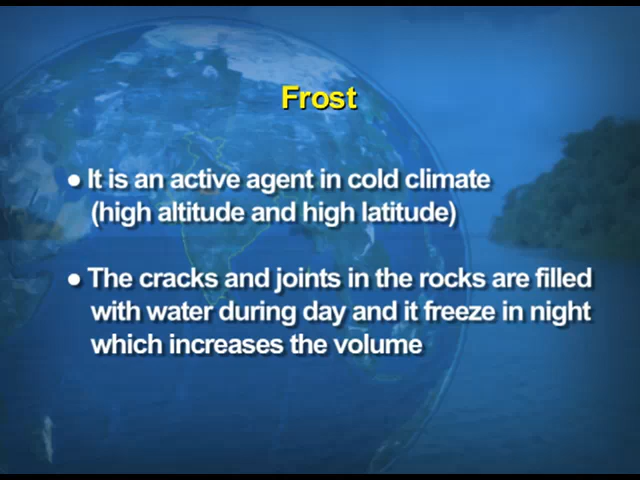 Frost
● It is an active agent in cold climate
(high altitude and high latitude)
● The cracks and joints in the rocks are filled
with water during day and it freeze in night
which increases the volume